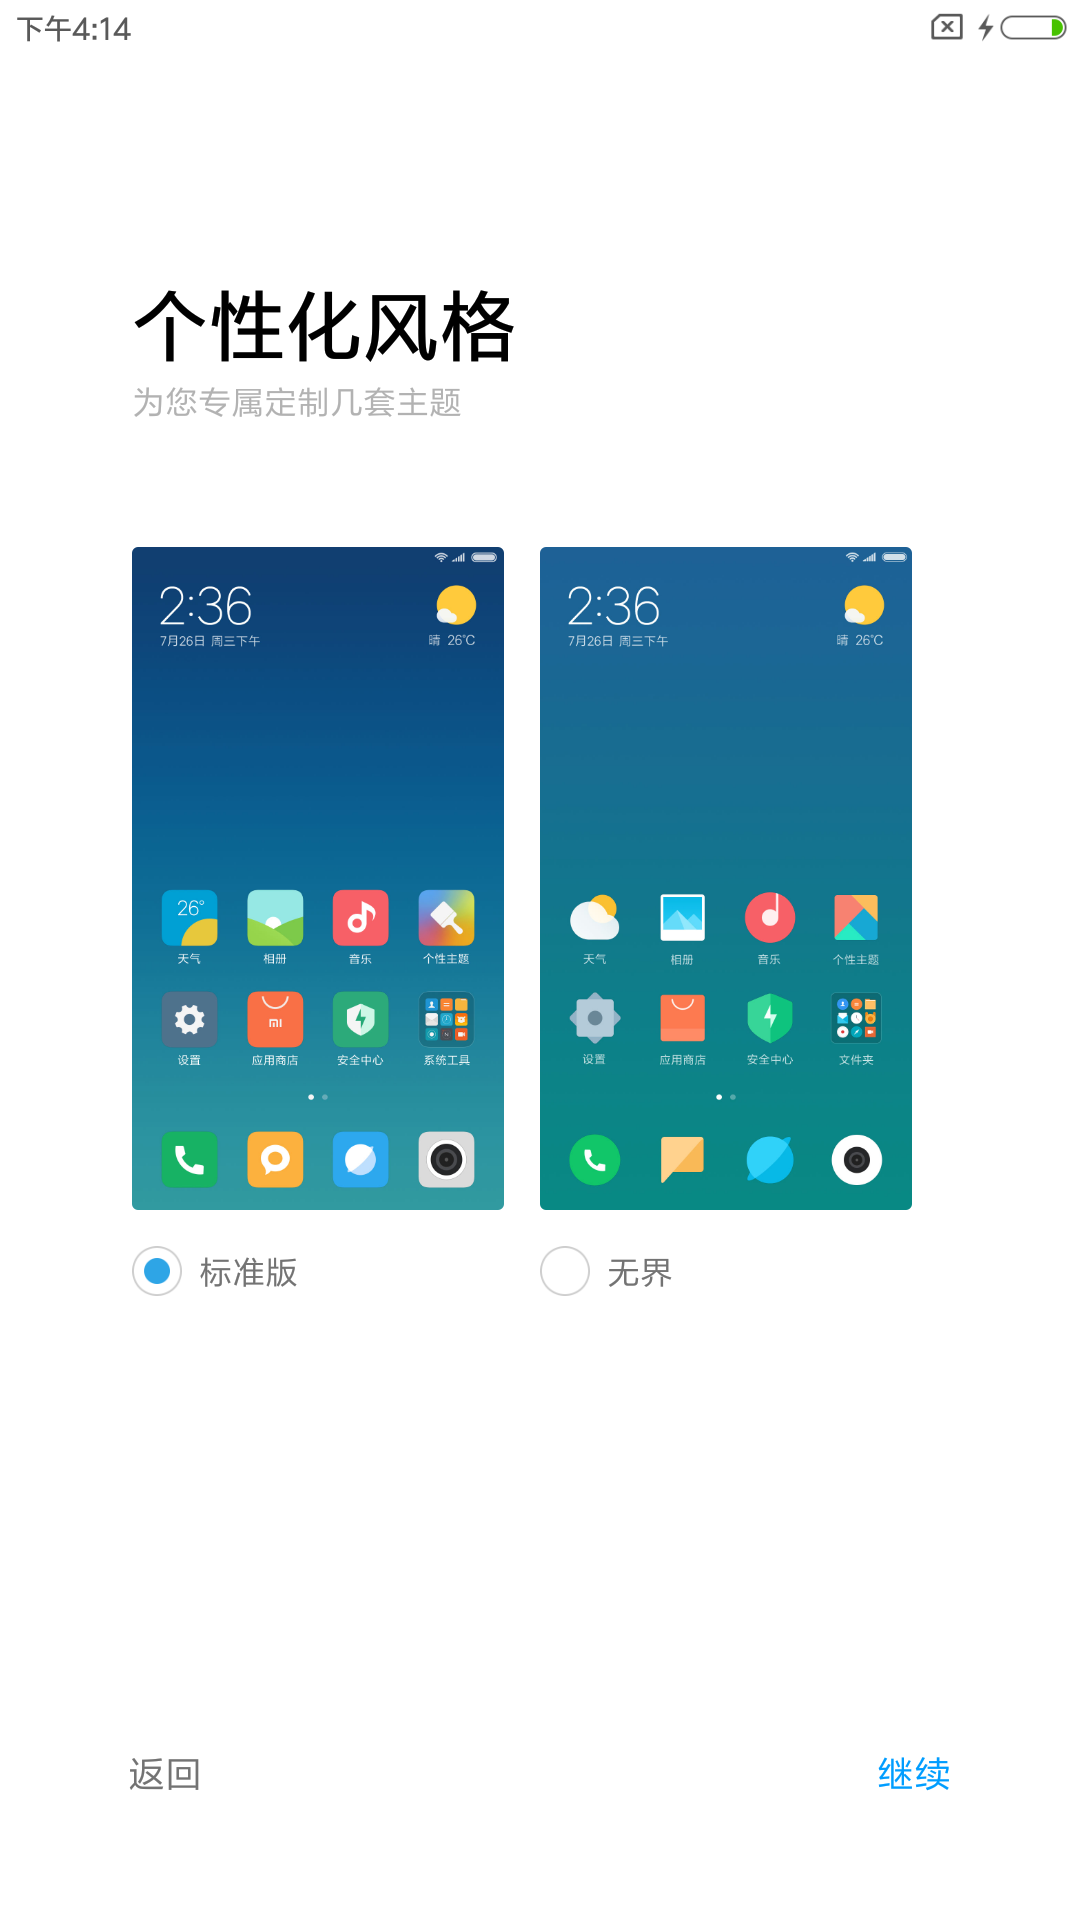 下午4:14
个性化风格
为您专属定制几套主题
2:36
7月26日 周三下午
晴 26°C
26°
天气
相册
音乐
个性主题
设置
应用商店
安全中心
系统工具
标准版
2:36
7月26日 周三下午
晴 26°C
天气
相册
音乐
个性主题
设置
应用商店
安全中心
文件夹
无界
返回
继续